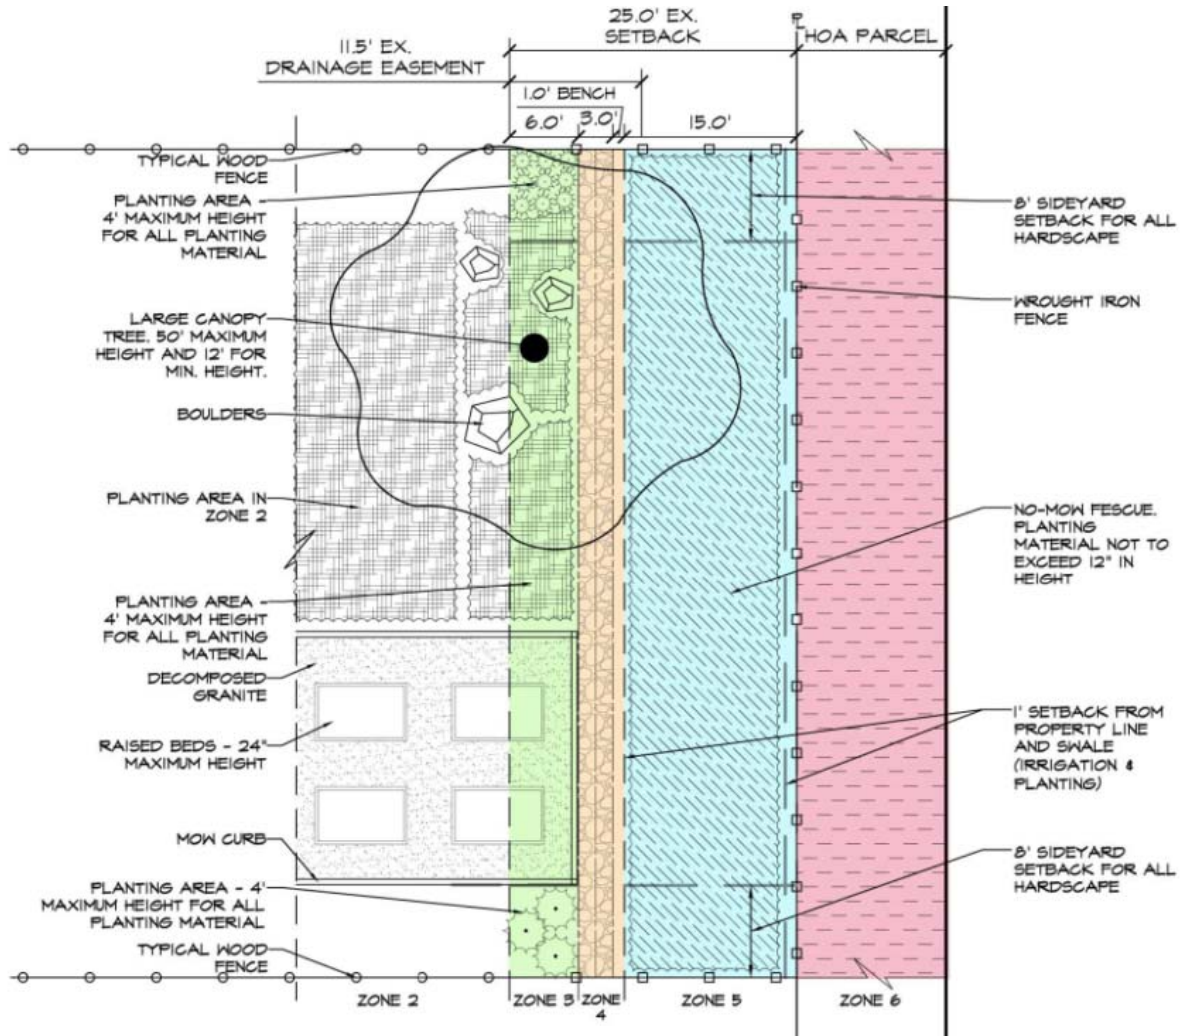 25.0' EX.
SETBACK
PL
HOA PARCEL
11.5' EX.
DRAINAGE EASEMENT
1.0' BENCH
6.0'
3.0'
15.0'
TYPICAL WOOD
FENCE
PLANTING AREA -
4' MAXIMUM HEIGHT
FOR ALL PLANTING
MATERIAL
LARGE CANOPY
TREE. 50' MAXIMUM
HEIGHT AND 12' FOR
MIN. HEIGHT.
BOULDERS
PLANTING AREA IN
ZONE 2
PLANTING AREA -
4' MAXIMUM HEIGHT
FOR ALL PLANTING
MATERIAL
DECOMPOSED
GRANITE
RAISED BEDS - 24"
MAXIMUM HEIGHT
MOW CURB
PLANTING AREA - 4'
MAXIMUM HEIGHT FOR ALL
PLANTING MATERIAL
TYPICAL WOOD
FENCE
8' SIDEYARD
SETBACK FOR ALL
HARDSCAPE
WROUGHT IRON
FENCE
NO-MOW FESCUE.
PLANTING
MATERIAL NOT TO
EXCEED 12" IN
HEIGHT
1' SETBACK FROM
PROPERTY LINE
AND SWALE
(IRRIGATION &
PLANTING)
8' SIDEYARD
SETBACK FOR ALL
HARDSCAPE
ZONE 2
ZONE 3
ZONE
4
ZONE 5
ZONE 6